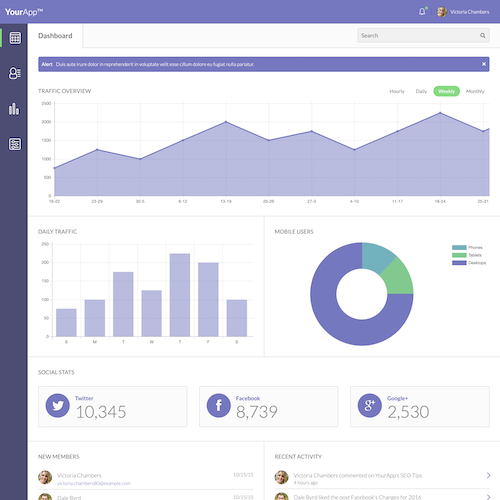 YourApp™
Victoria Chambers
Dashboard
Search
Alert Duis aute irure dolor in reprehenderit in voluptate velit esse cillum dolore eu fugiat nulla pariatur.
TRAFFIC OVERVIEW
Hourly Daily Weekly Monthly
2500
2000
1500
1000
500
0
16-22 23-29 30-5 6-12 13-19 20-26 27-3 4-10 11-17 18-24 25-31
DAILY TRAFFIC
250
200
150
100
50
0
S M T W T F S
MOBILE USERS
Phones
Tablets
Desktops
SOCIAL STATS
Twitter
10,345
Facebook
8,739
g+
Google+
2,530
NEW MEMBERS
Victoria Chambers
victoria.chambers80@example.com
10/15/15
Dale Byrd
10/15/15
RECENT ACTIVITY
Victoria Chambers commented on YourApp's SEO Tips
4 hours ago
Dale Byrd liked the post Facebook's Changes for 2016